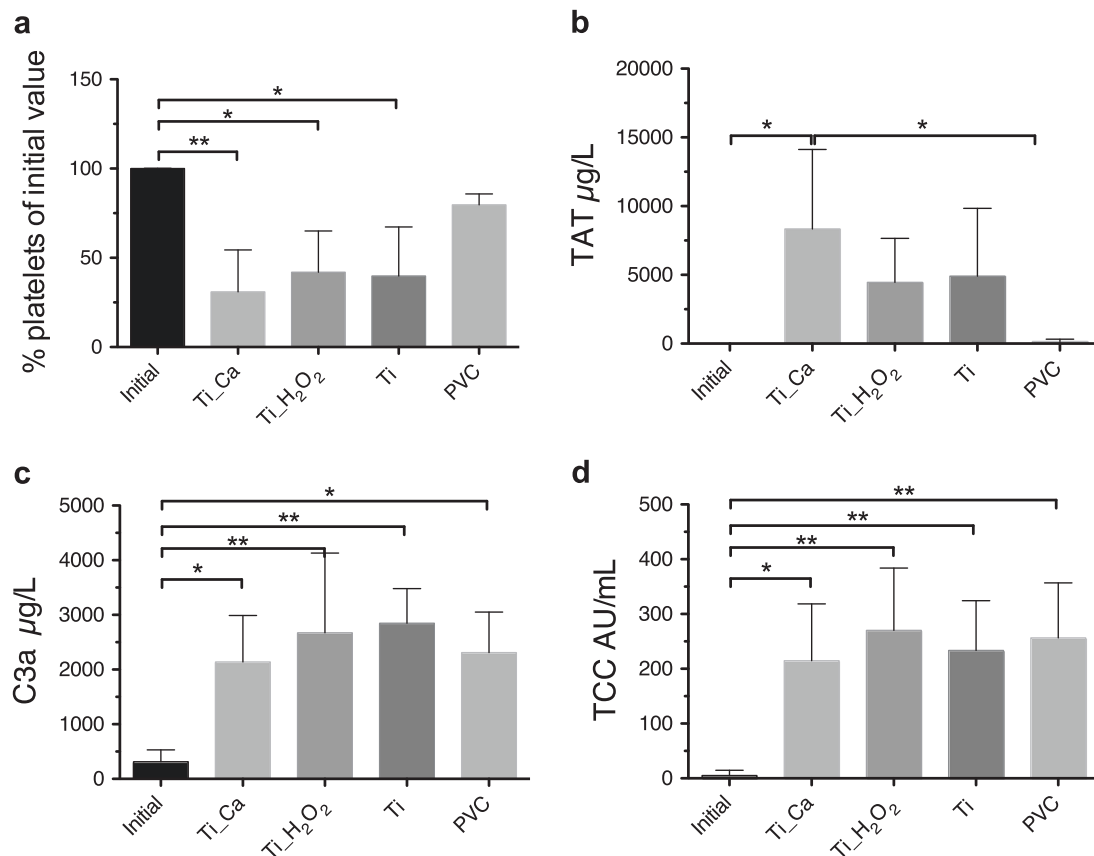 a
% platelets of initial value
150
100
50
0
*
*
**
Initial
Ti_Ca
Ti_H₂O₂
Ti
PVC
b
TAT µg/L
20000
15000
10000
5000
0
*
*
Initial
Ti_Ca
Ti_H₂O₂
Ti
PVC
c
C3a µg/L
5000
4000
3000
2000
1000
0
*
**
**
*
Initial
Ti_Ca
Ti_H₂O₂
Ti
PVC
d
TCC AU/mL
500
400
300
200
100
0
**
**
**
*
Initial
Ti_Ca
Ti_H₂O₂
Ti
PVC